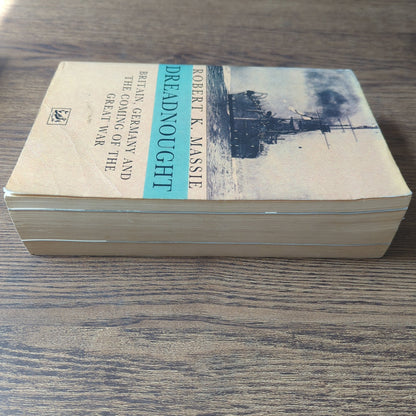 ROBERT K. MASSIE
DREADNOUGHT
BRITAIN, GERMANY AND
THE COMING OF THE
GREAT WAR